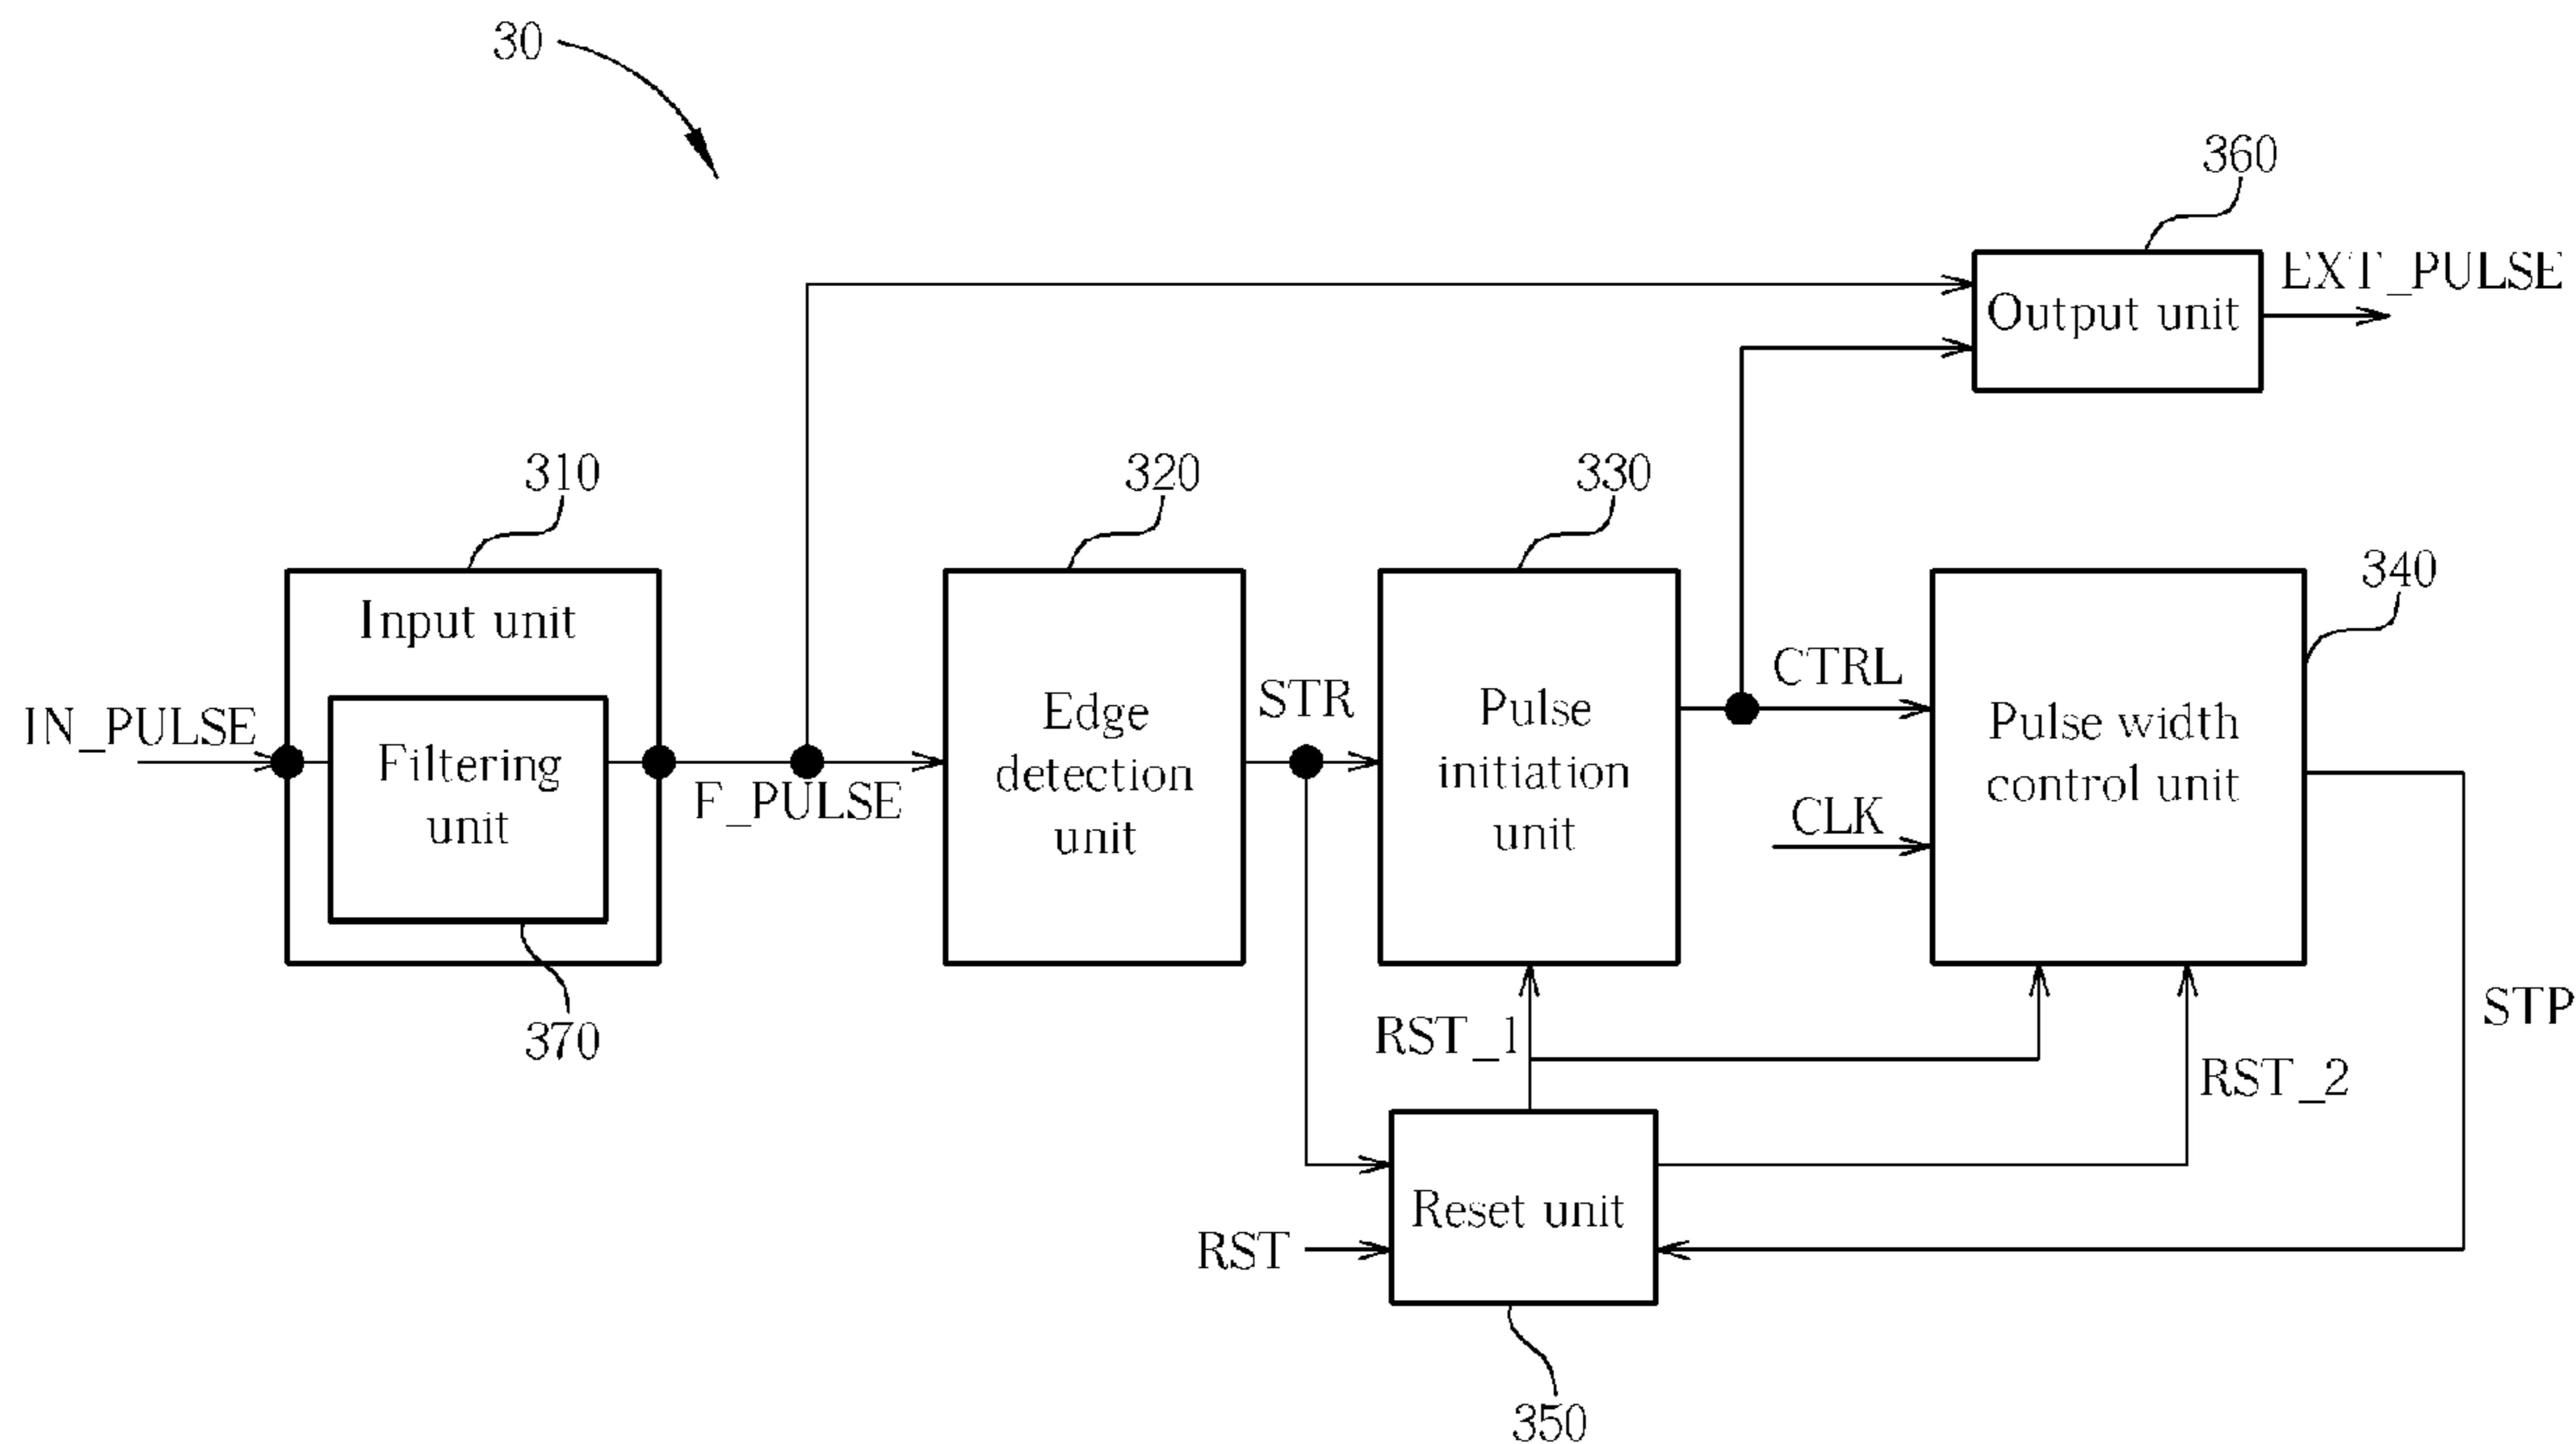 30
360
EXT_PULSE
Output unit
310
320
330
340
Input unit
IN_PULSE
Filtering
unit
F_PULSE
370
Edge
detection
unit
STR
Pulse
initiation
unit
CTRL
CLK
Pulse width
control unit
STP
RST_1
RST_2
Reset unit
RST
350